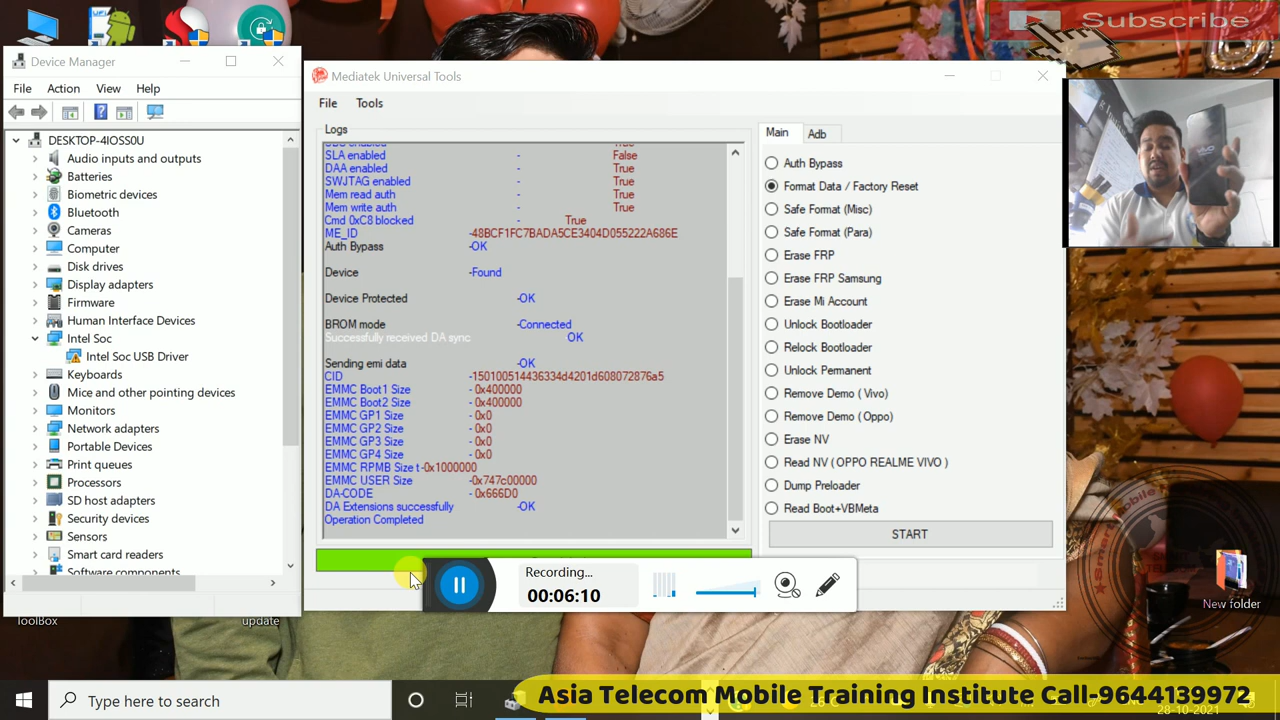 Subscribe
Device Manager
File Action View Help
DESKTOP-4IOSS0U
Audio inputs and outputs
Batteries
Biometric devices
Bluetooth
Cameras
Computer
Disk drives
Display adapters
Firmware
Human Interface Devices
Intel Soc
Intel Soc USB Driver
Keyboards
Mice and other pointing devices
Monitors
Network adapters
Portable Devices
Print queues
Processors
SD host adapters
Security devices
Sensors
Smart card readers
Software components
Mediatek Universal Tools
File Tools
Logs
SLA enabled - False
DAA enabled - True
SWJTAG enabled - True
Mem read auth - True
Mem write auth - True
Cmd 0xC8 blocked - True
ME_ID -48BCF1FC7BADA5CE3404D055222A686E
Auth Bypass -OK
Device -Found
Device Protected -OK
BROM mode -Connected
Successfully received DA sync OK
Sending emi data -OK
CID -150100514436334d4201d608072876a5
EMMC Boot1 Size - 0x400000
EMMC Boot2 Size - 0x400000
EMMC GP1 Size - 0x0
EMMC GP2 Size - 0x0
EMMC GP3 Size - 0x0
EMMC GP4 Size - 0x0
EMMC RPMB Size t -0x1000000
EMMC USER Size -0x747c00000
DA-CODE - 0x666D0
DA Extensions successfully -OK
Operation Completed
Main Adb
Auth Bypass
Format Data / Factory Reset
Safe Format (Misc)
Safe Format (Para)
Erase FRP
Erase FRP Samsung
Erase Mi Account
Unlock Bootloader
Relock Bootloader
Unlock Permanent
Remove Demo ( Vivo)
Remove Demo ( Oppo)
Erase NV
Read NV ( OPPO REALME VIVO )
Dump Preloader
Read Boot+VBMeta
START
vivo
Recording...
00:06:10
New folder
ToolBox
update
Type here to search
Asia Telecom Mobile Training Institute Call-9644139972
28-10-2021